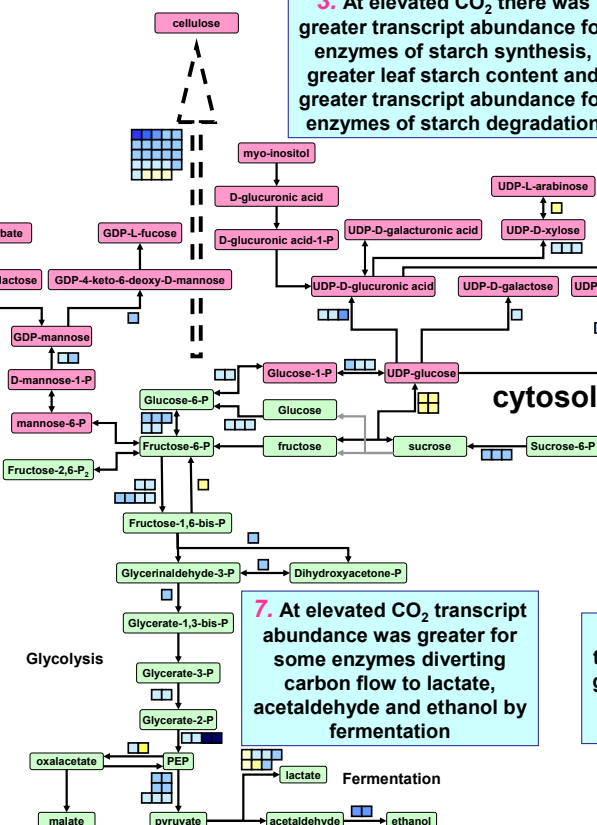 cellulose
3. At elevated CO2 there was
greater transcript abundance fo
enzymes of starch synthesis,
greater leaf starch content and
greater transcript abundance fo
enzymes of starch degradation
myo-inositol
UDP-L-arabinose
D-glucuronic acid
bate
GDP-L-fucose
D-glucuronic acid-1-P
UDP-D-galacturonic acid
UDP-D-xylose
lactose
GDP-4-keto-6-deoxy-D-mannose
UDP-D-glucuronic acid
UDP-D-galactose
UDP
GDP-mannose
D-mannose-1-P
Glucose-1-P
UDP-glucose
cytosol
Glucose-6-P
Glucose
mannose-6-P
Fructose-6-P
fructose
sucrose
Sucrose-6-P
Fructose-2,6-P2
Fructose-1,6-bis-P
Glycerinaldehyde-3-P
Dihydroxyacetone-P
7. At elevated CO2 transcript
abundance was greater for
some enzymes diverting
carbon flow to lactate,
acetaldehyde and ethanol by
fermentation
Glycerate-1,3-bis-P
Glycolysis
Glycerate-3-P
Glycerate-2-P
oxalacetate
PEP
lactate
Fermentation
malate
pyruvate
acetaldehyde
ethanol